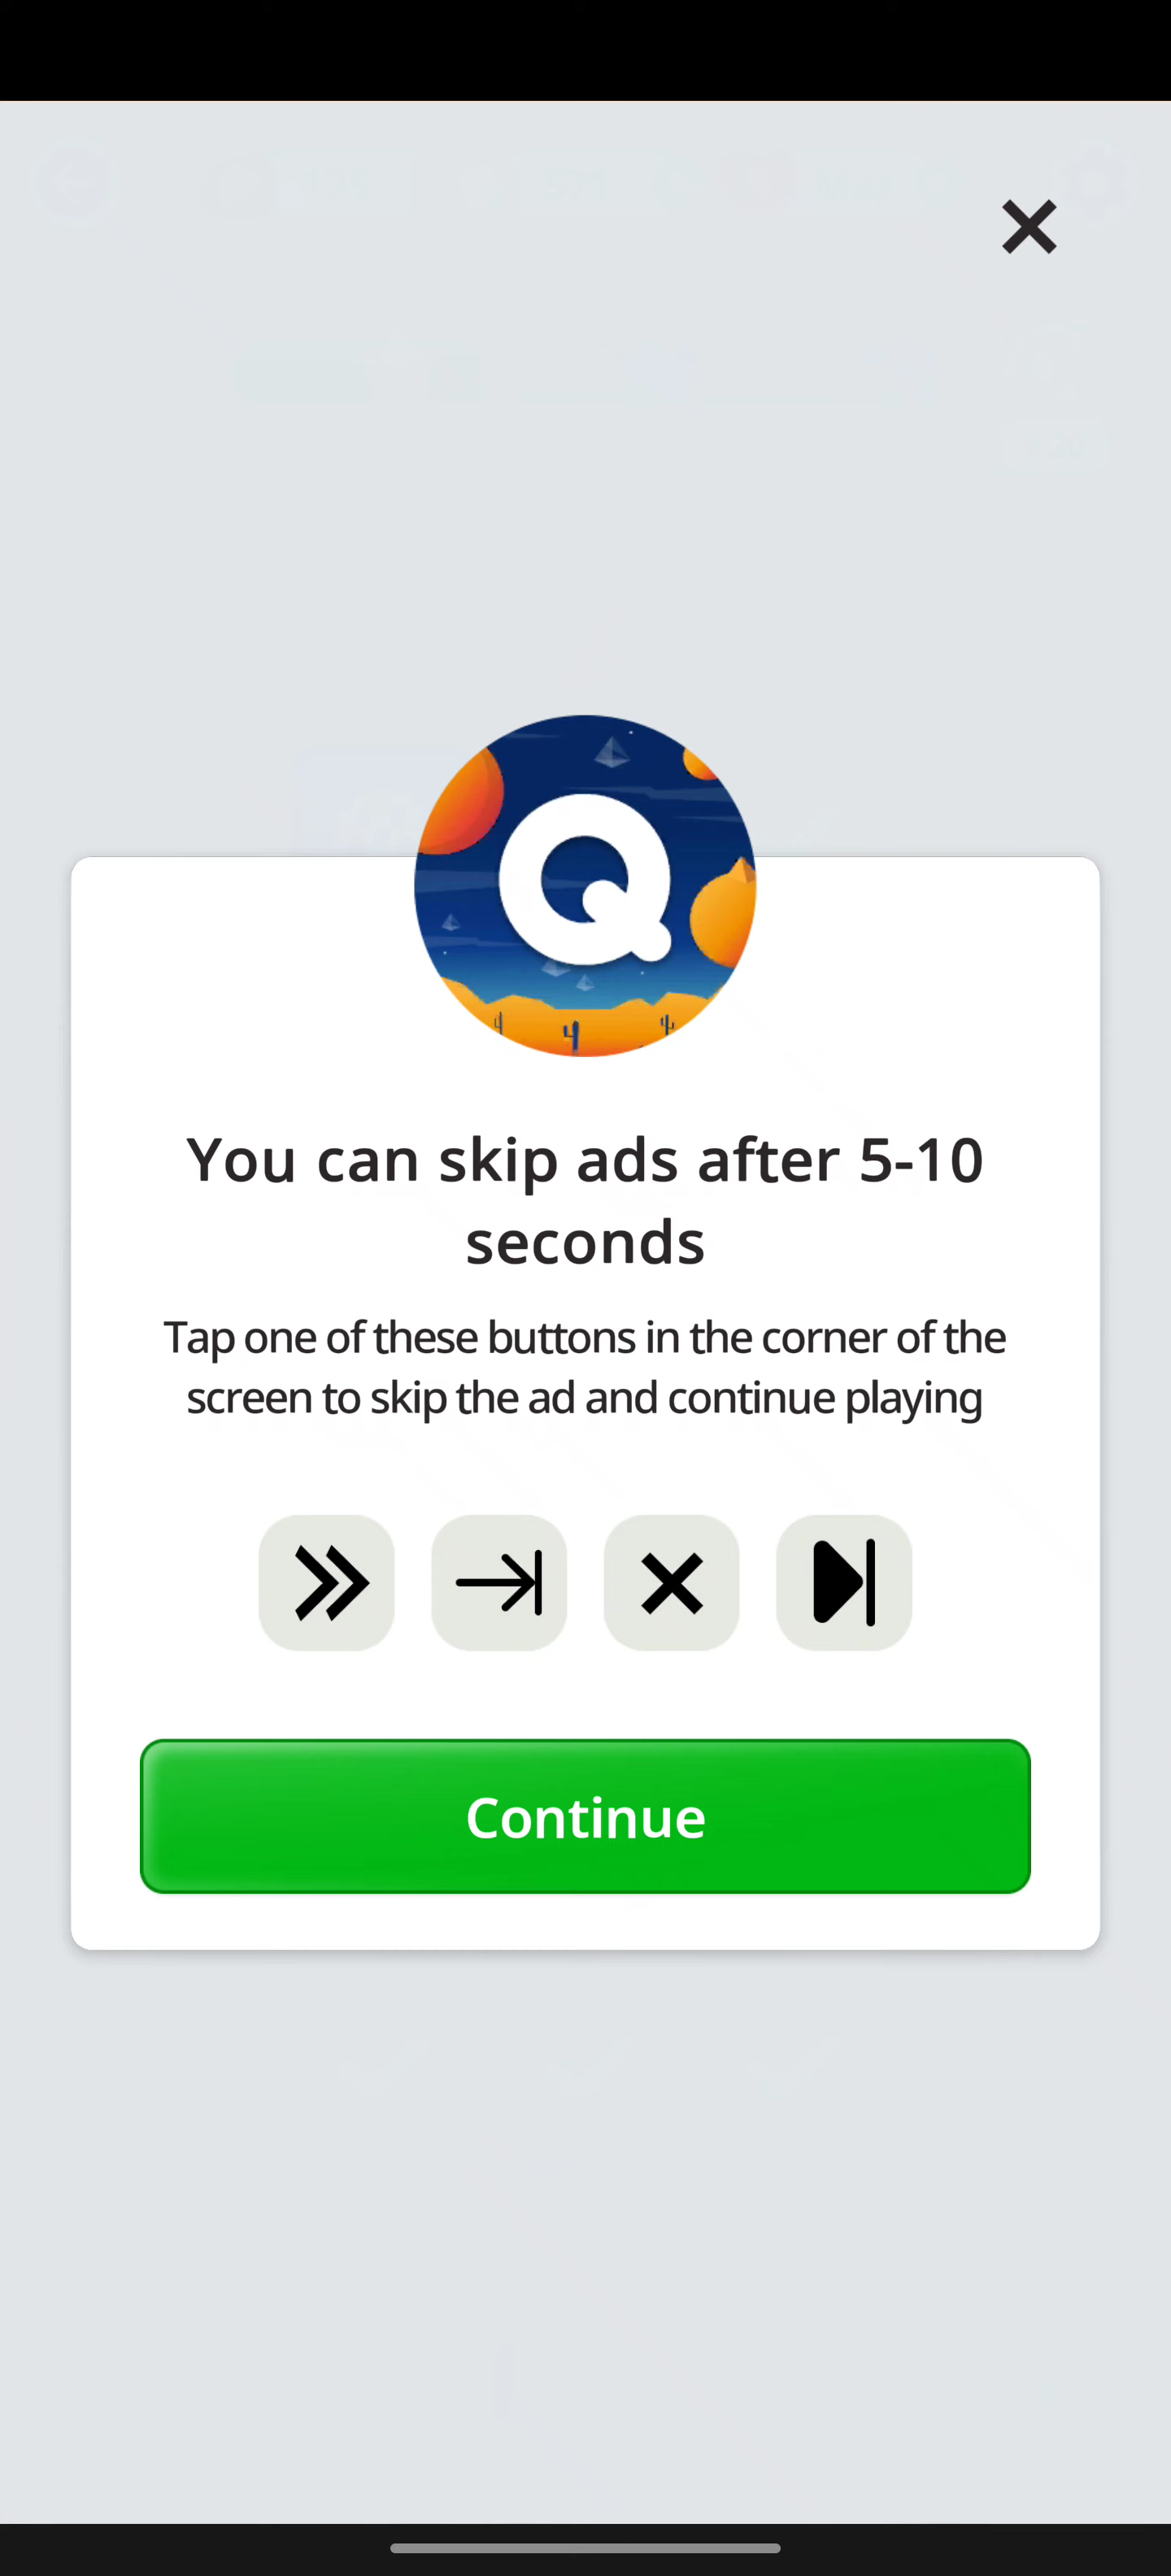 Q
You can skip ads after 5-10
seconds
Tap one of these buttons in the corner of the
screen to skip the ad and continue playing
Continue